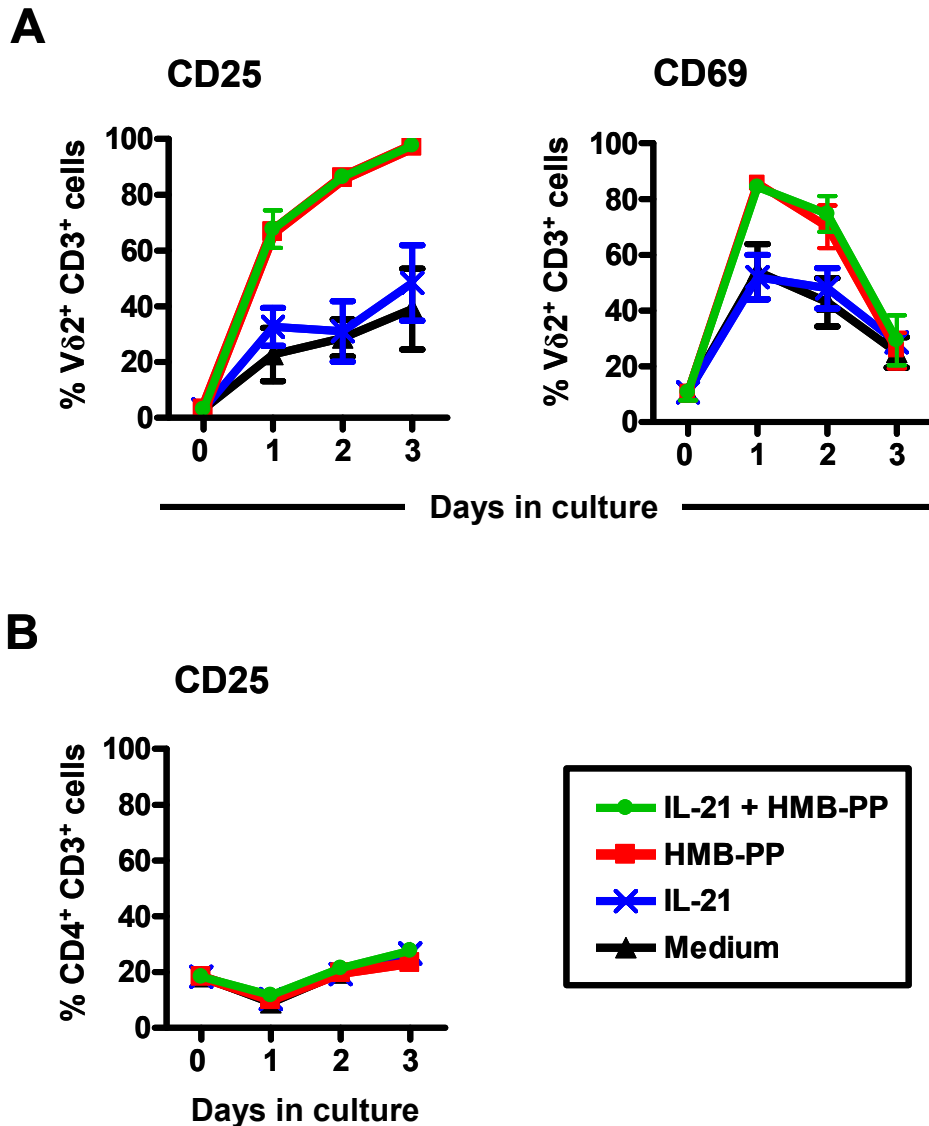 A
CD25
CD69
% Vδ2⁺ CD3⁺ cells
100
80
60
40
20
0
0 1 2 3
% Vδ2⁺ CD3⁺ cells
100
80
60
40
20
0
0 1 2 3
Days in culture
B
CD25
% CD4⁺ CD3⁺ cells
100
80
60
40
20
0
0 1 2 3
Days in culture
IL-21 + HMB-PP
HMB-PP
IL-21
Medium